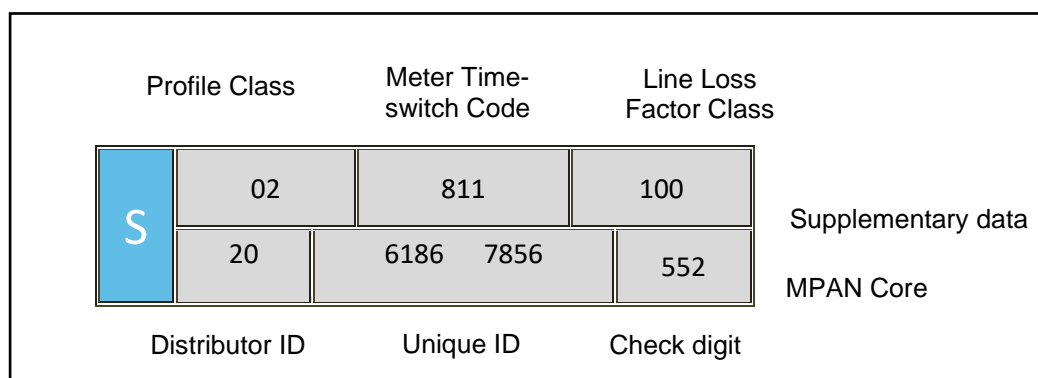 Profile Class Meter Time- Line Loss
switch Code Factor Class
S 02 811 100
Supplementary data
20 6186 7856 552
MPAN Core
Distributor ID Unique ID Check digit